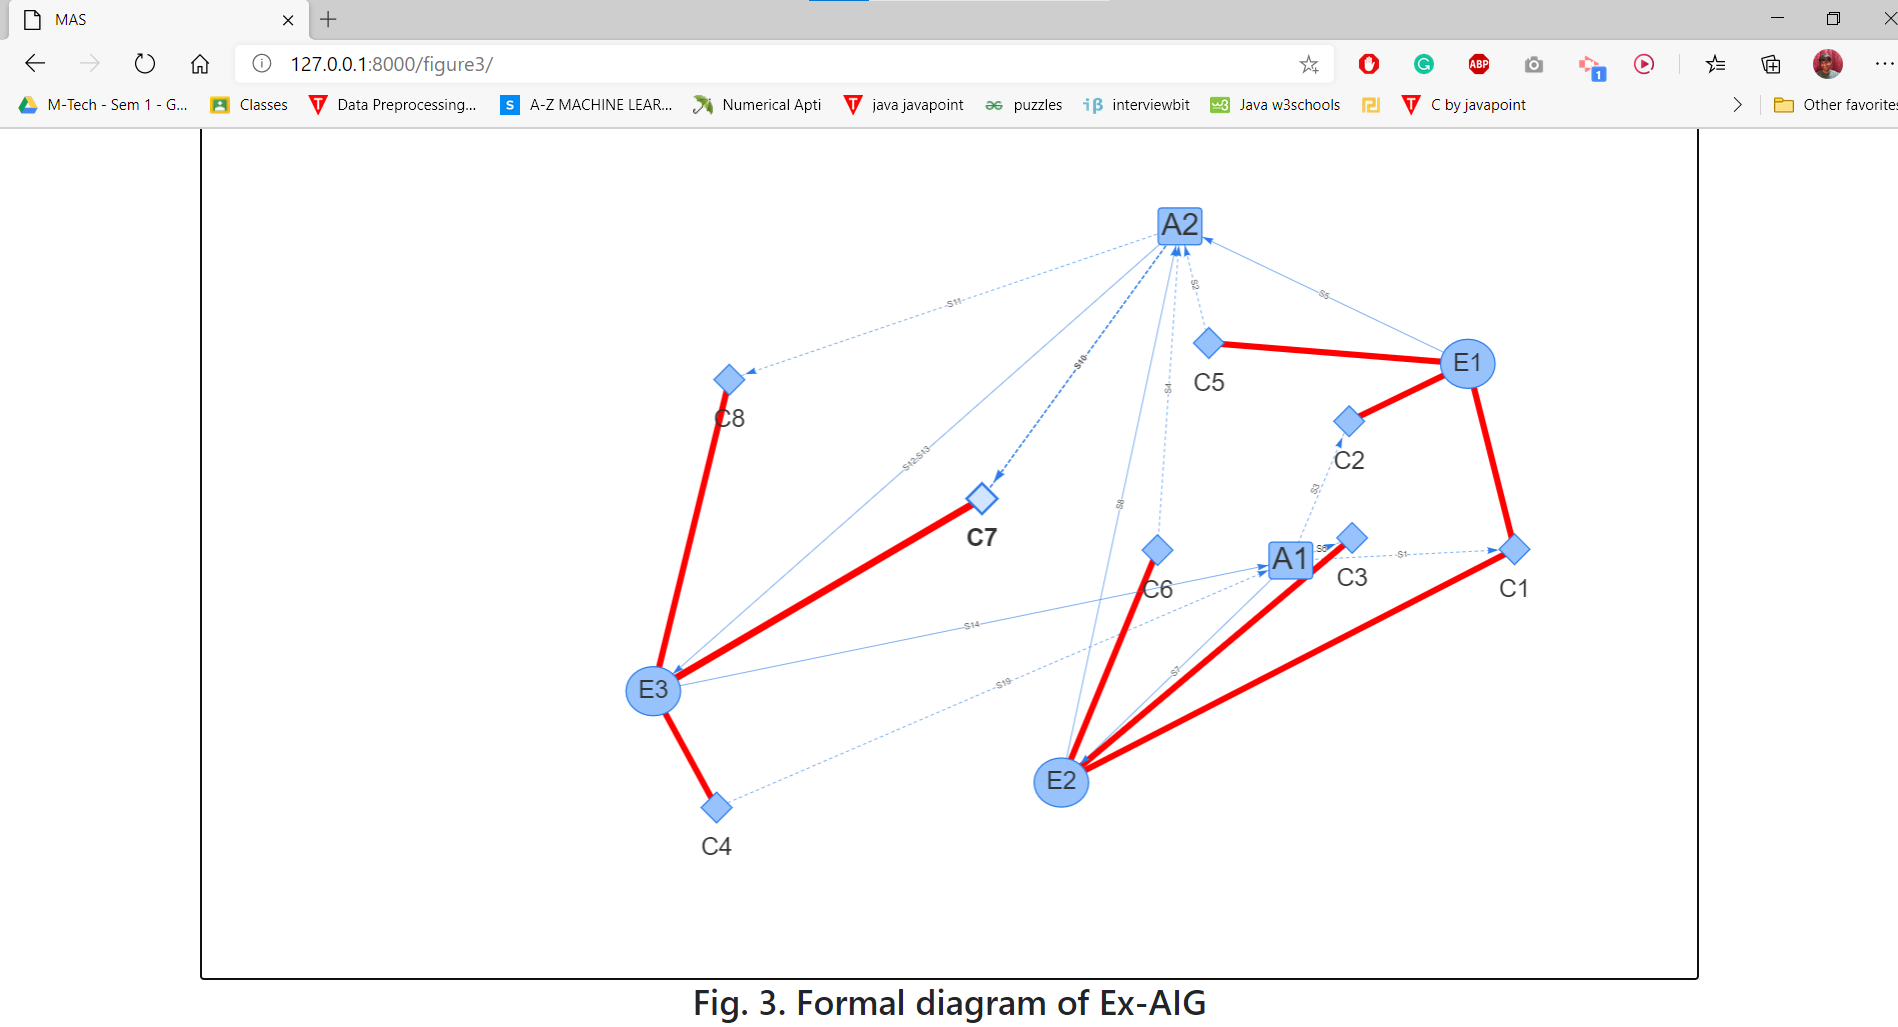 MAS
127.0.0.1:8000/figure3/
ABP
1
M-Tech - Sem 1 - G...
Classes
Data Preprocessing...
S
A-Z MACHINE LEAR...
Numerical Apti
java javapoint
puzzles
interviewbit
Java w3schools
C by javapoint
Other favorites
A2
S11
S2
S5
S10
E1
C5
C8
S4
C2
S12,S13
S3
S8
C7
A1
S6
S1
C3
C6
C1
S14
S7
S19
E3
E2
C4
Fig. 3. Formal diagram of Ex-AIG